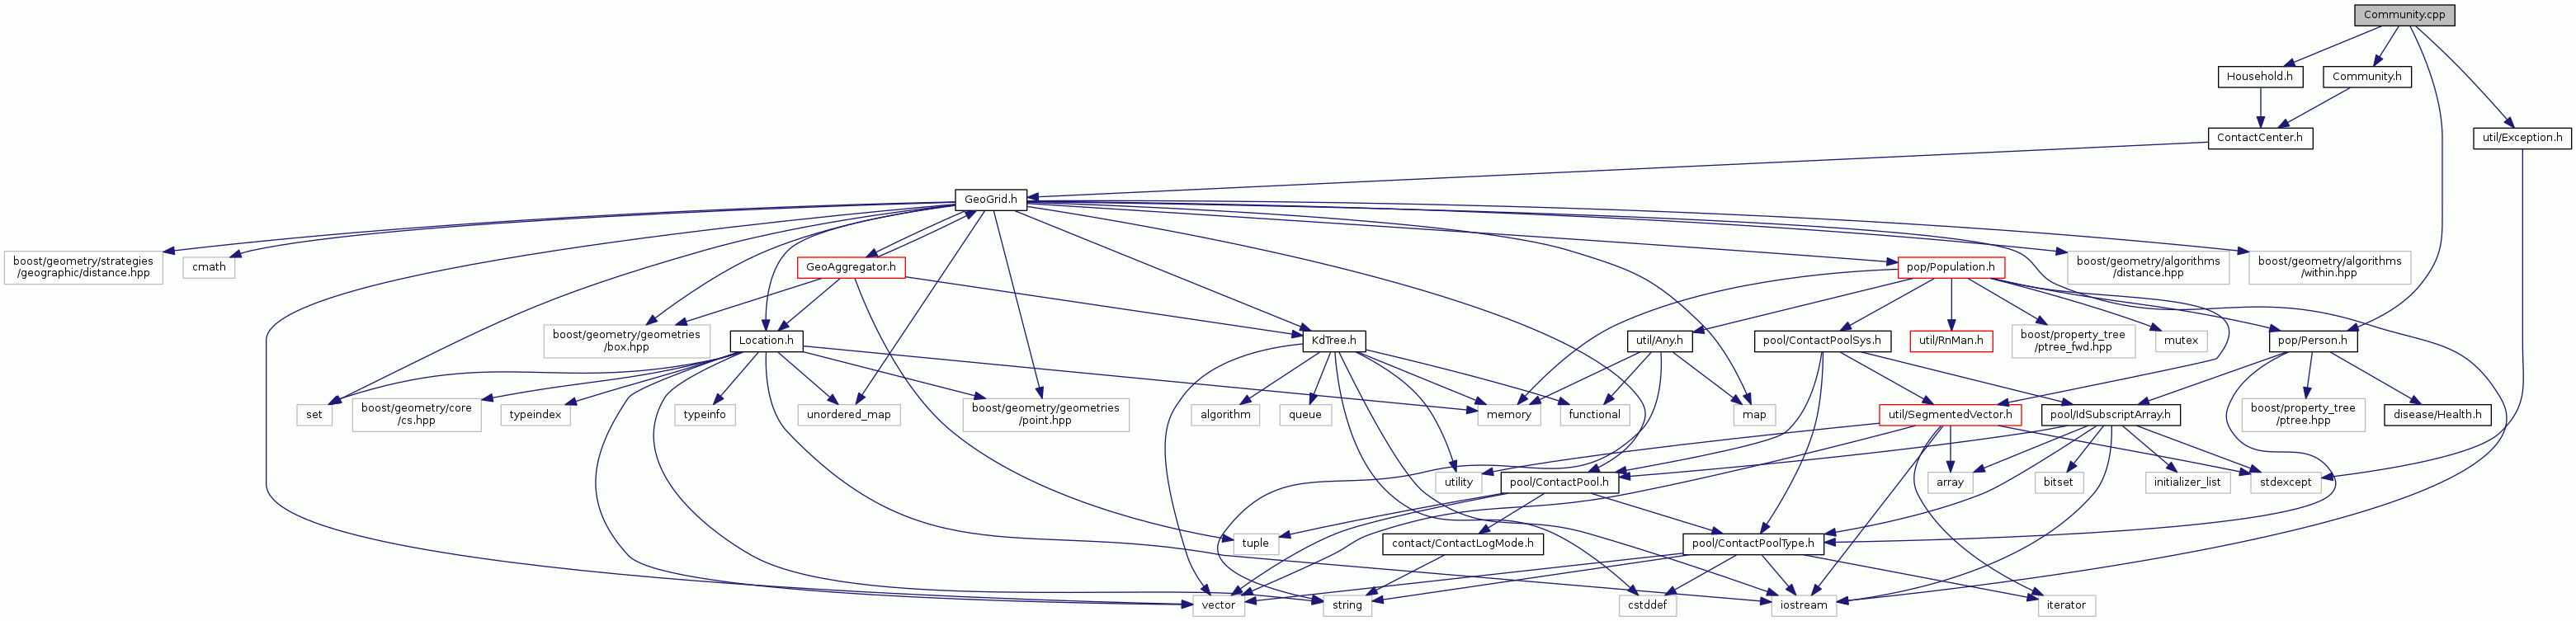 Community.cpp
Household.h
Community.h
ContactCenter.h
util/Exception.h
GeoGrid.h
boost/geometry/strategies
/geographic/distance.hpp
cmath
GeoAggregator.h
pop/Population.h
boost/geometry/algorithms
/distance.hpp
boost/geometry/algorithms
/within.hpp
boost/geometry/geometries
/box.hpp
Location.h
KdTree.h
util/Any.h
pool/ContactPoolSys.h
util/RnMan.h
boost/property_tree
/ptree_fwd.hpp
mutex
pop/Person.h
set
boost/geometry/core
/cs.hpp
typeindex
typeinfo
unordered_map
boost/geometry/geometries
/point.hpp
algorithm
queue
memory
functional
map
util/SegmentedVector.h
pool/IdSubscriptArray.h
boost/property_tree
/ptree.hpp
disease/Health.h
utility
pool/ContactPool.h
array
bitset
initializer_list
stdexcept
tuple
contact/ContactLogMode.h
pool/ContactPoolType.h
vector
string
cstddef
iostream
iterator